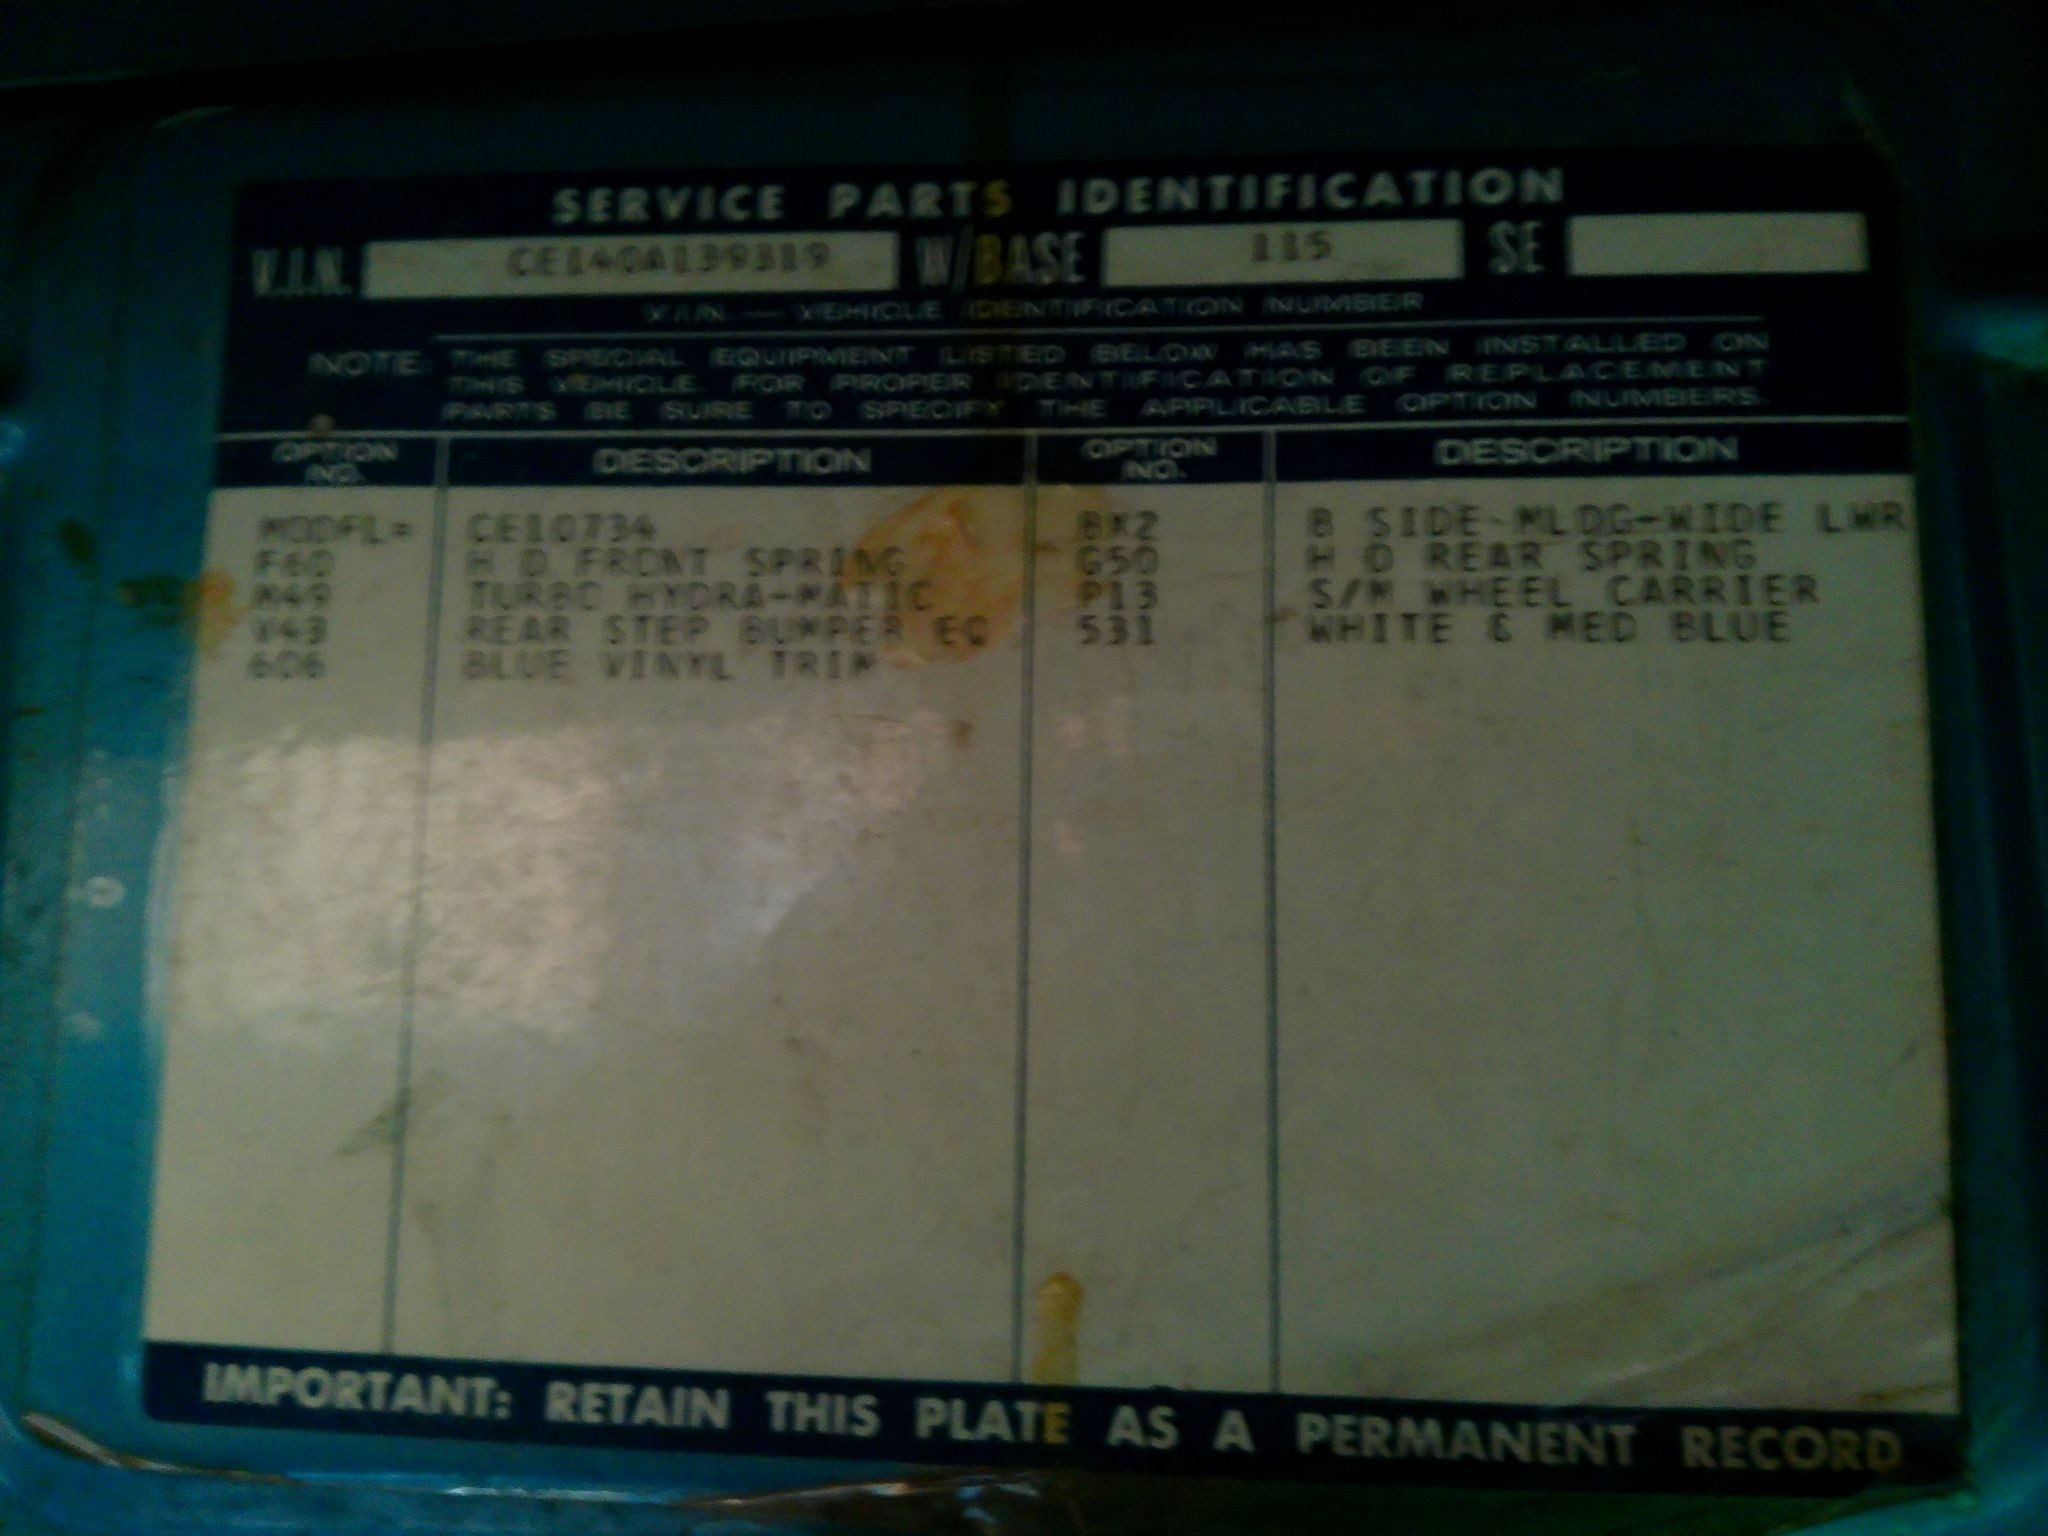 SERVICE PARTS IDENTIFICATION
V.I.N. CE140A139319 W/BASE 115 SE
V.I.N. — VEHICLE IDENTIFICATION NUMBER
NOTE: THE SPECIAL EQUIPMENT LISTED BELOW HAS BEEN INSTALLED ON
THIS VEHICLE. FOR PROPER IDENTIFICATION OF REPLACEMENT
PARTS BE SURE TO SPECIFY THE APPLICABLE OPTION NUMBERS.
OPTION NO. DESCRIPTION OPTION NO. DESCRIPTION
MODEL= CE10734 BX2 B SIDE-MLDG-WIDE LWR
F60 H D FRONT SPRING G50 H D REAR SPRING
M49 TURBO HYDRA-MATIC P13 S/M WHEEL CARRIER
V43 REAR STEP BUMPER EQ 531 WHITE & MED BLUE
606 BLUE VINYL TRIM
IMPORTANT: RETAIN THIS PLATE AS A PERMANENT RECORD